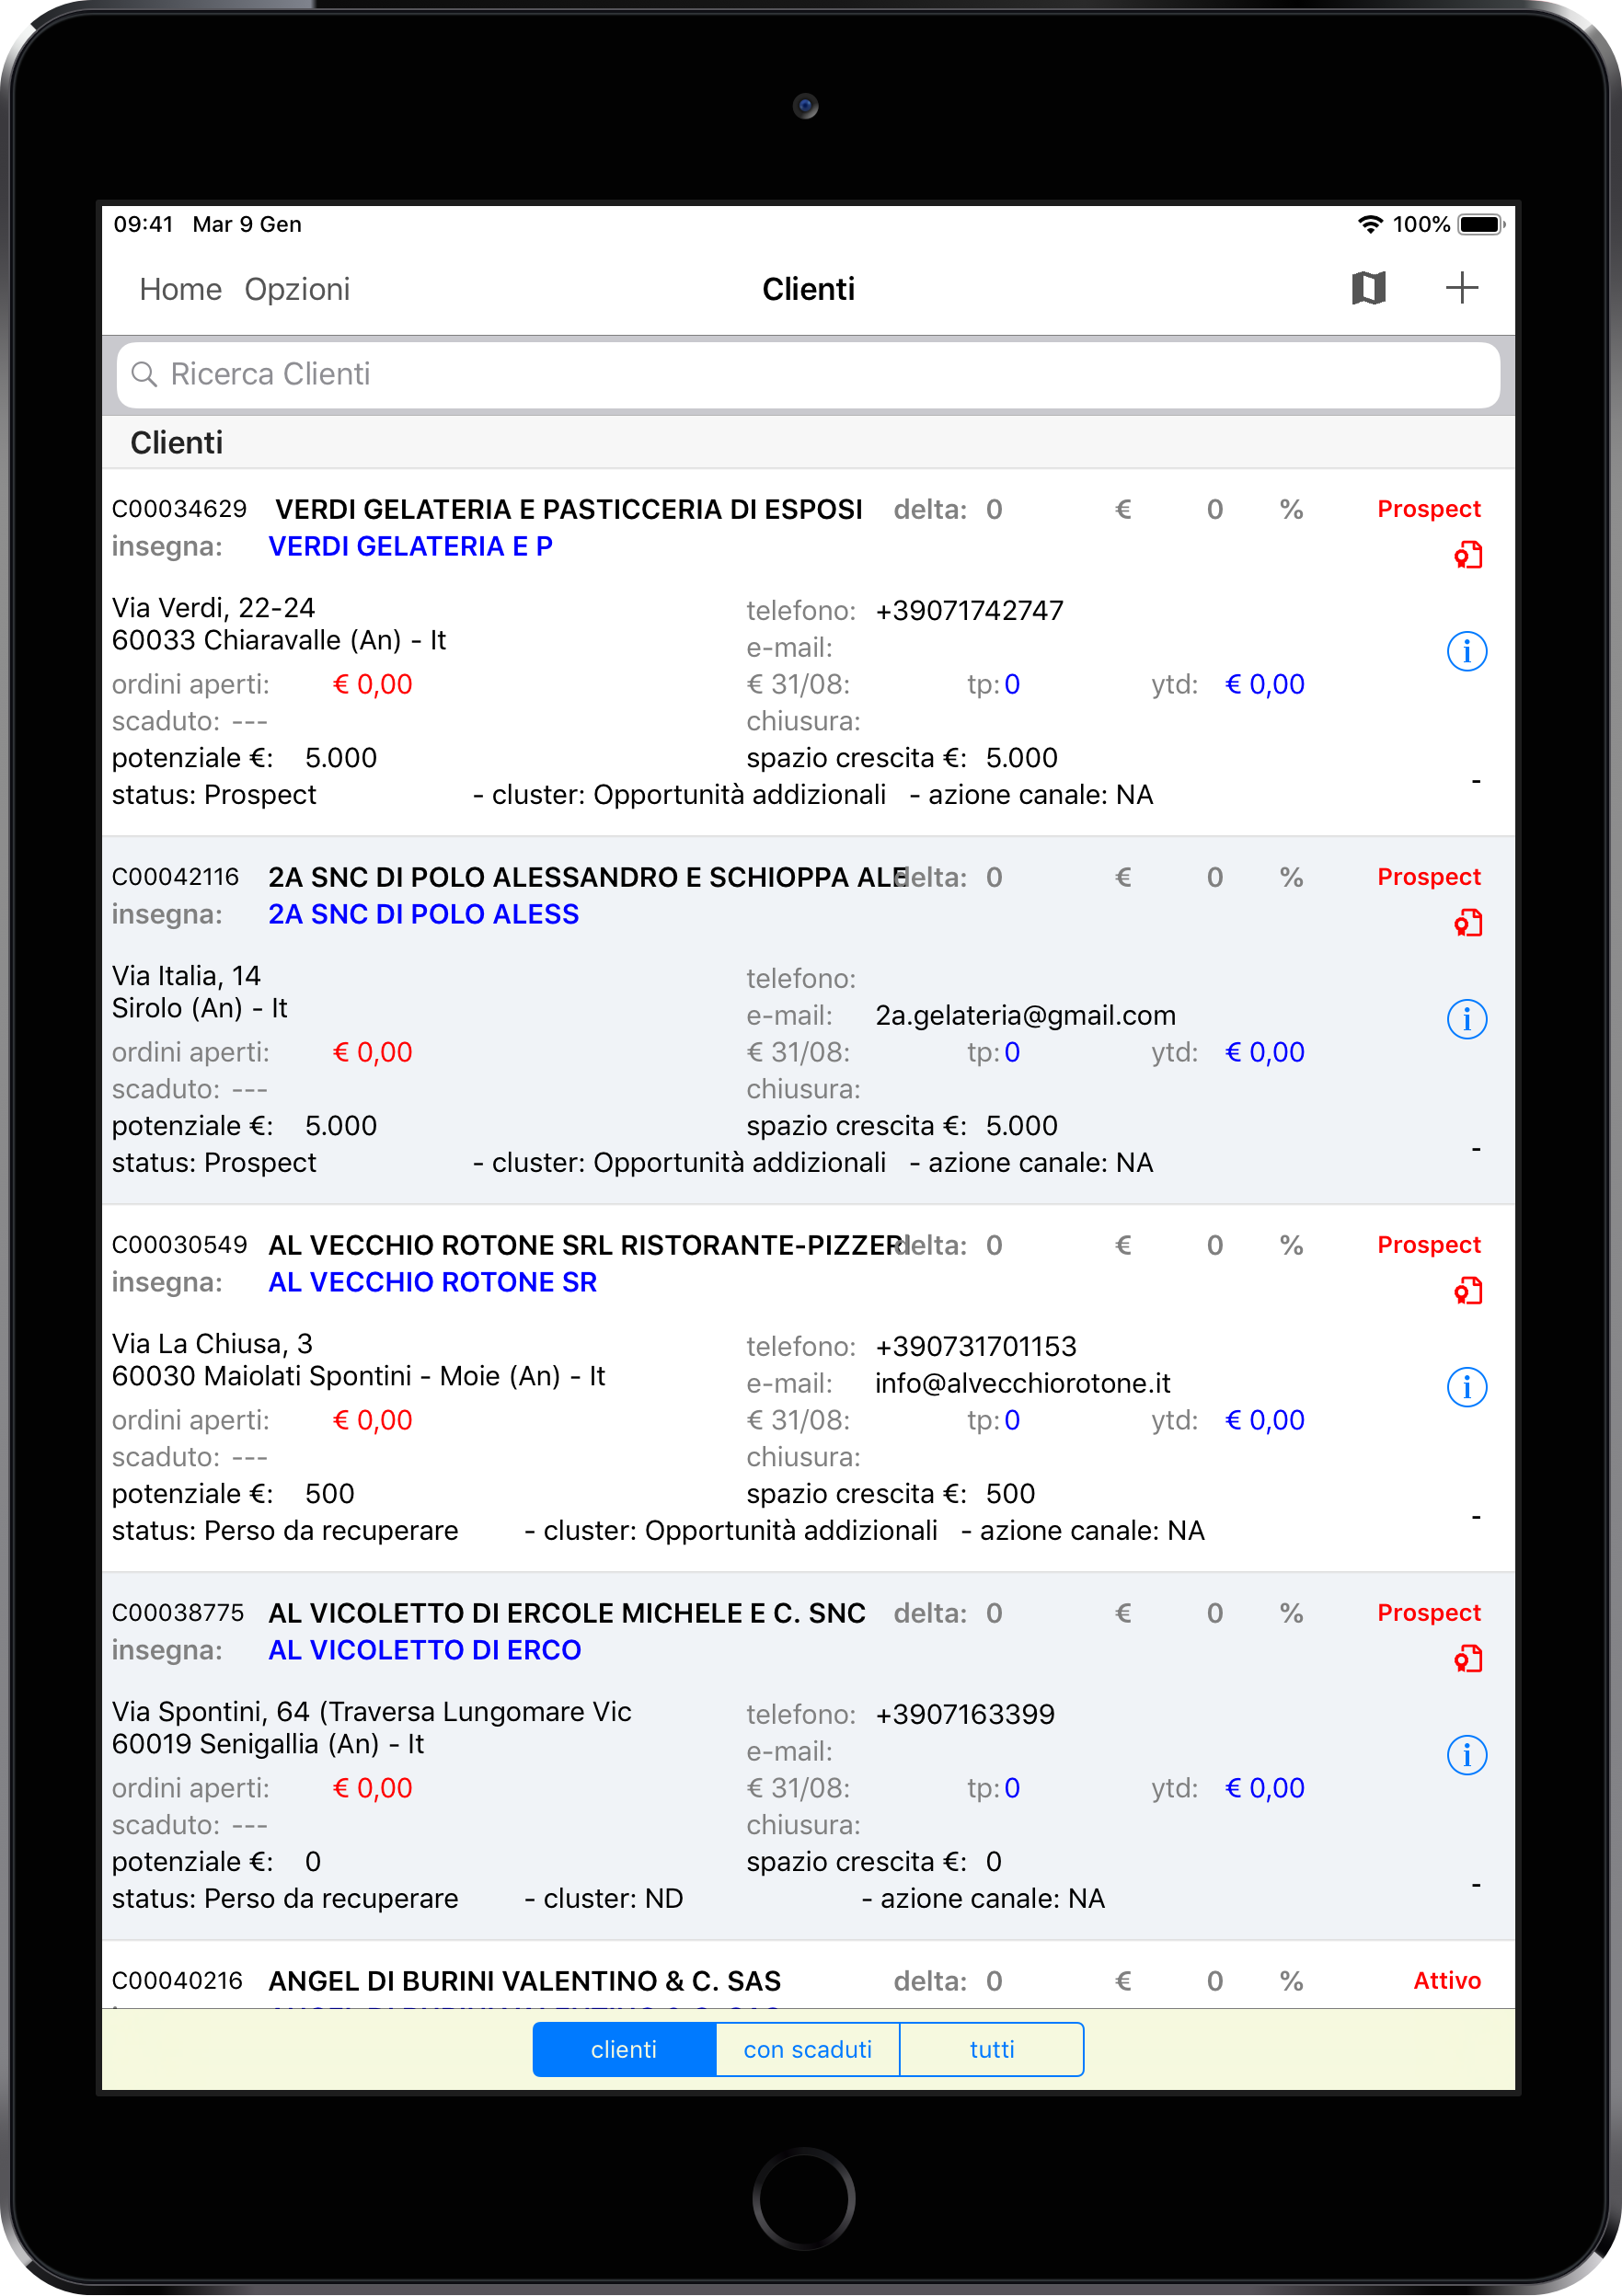 09:41 Mar 9 Gen 100%
Home Opzioni Clienti
Ricerca Clienti
Clienti
C00034629 VERDI GELATERIA E PASTICCERIA DI ESPOSI delta: 0 € 0 % Prospect
insegna: VERDI GELATERIA E P
Via Verdi, 22-24
60033 Chiaravalle (An) - It
telefono: +39071742747
e-mail:
ordini aperti: € 0,00 € 31/08: tp: 0 ytd: € 0,00
scaduto: --- chiusura:
potenziale €: 5.000 spazio crescita €: 5.000
status: Prospect - cluster: Opportunità addizionali - azione canale: NA -
C00042116 2A SNC DI POLO ALESSANDRO E SCHIOPPA ALE delta: 0 € 0 % Prospect
insegna: 2A SNC DI POLO ALESS
Via Italia, 14
Sirolo (An) - It
telefono:
e-mail: 2a.gelateria@gmail.com
ordini aperti: € 0,00 € 31/08: tp: 0 ytd: € 0,00
scaduto: --- chiusura:
potenziale €: 5.000 spazio crescita €: 5.000
status: Prospect - cluster: Opportunità addizionali - azione canale: NA -
C00030549 AL VECCHIO ROTONE SRL RISTORANTE-PIZZER delta: 0 € 0 % Prospect
insegna: AL VECCHIO ROTONE SR
Via La Chiusa, 3
60030 Maiolati Spontini - Moie (An) - It
telefono: +390731701153
e-mail: info@alvecchiorotone.it
ordini aperti: € 0,00 € 31/08: tp: 0 ytd: € 0,00
scaduto: --- chiusura:
potenziale €: 500 spazio crescita €: 500
status: Perso da recuperare - cluster: Opportunità addizionali - azione canale: NA -
C00038775 AL VICOLETTO DI ERCOLE MICHELE E C. SNC delta: 0 € 0 % Prospect
insegna: AL VICOLETTO DI ERCO
Via Spontini, 64 (Traversa Lungomare Vic
60019 Senigallia (An) - It
telefono: +3907163399
e-mail:
ordini aperti: € 0,00 € 31/08: tp: 0 ytd: € 0,00
scaduto: --- chiusura:
potenziale €: 0 spazio crescita €: 0
status: Perso da recuperare - cluster: ND - azione canale: NA -
C00040216 ANGEL DI BURINI VALENTINO & C. SAS delta: 0 € 0 % Attivo
clienti con scaduti tutti